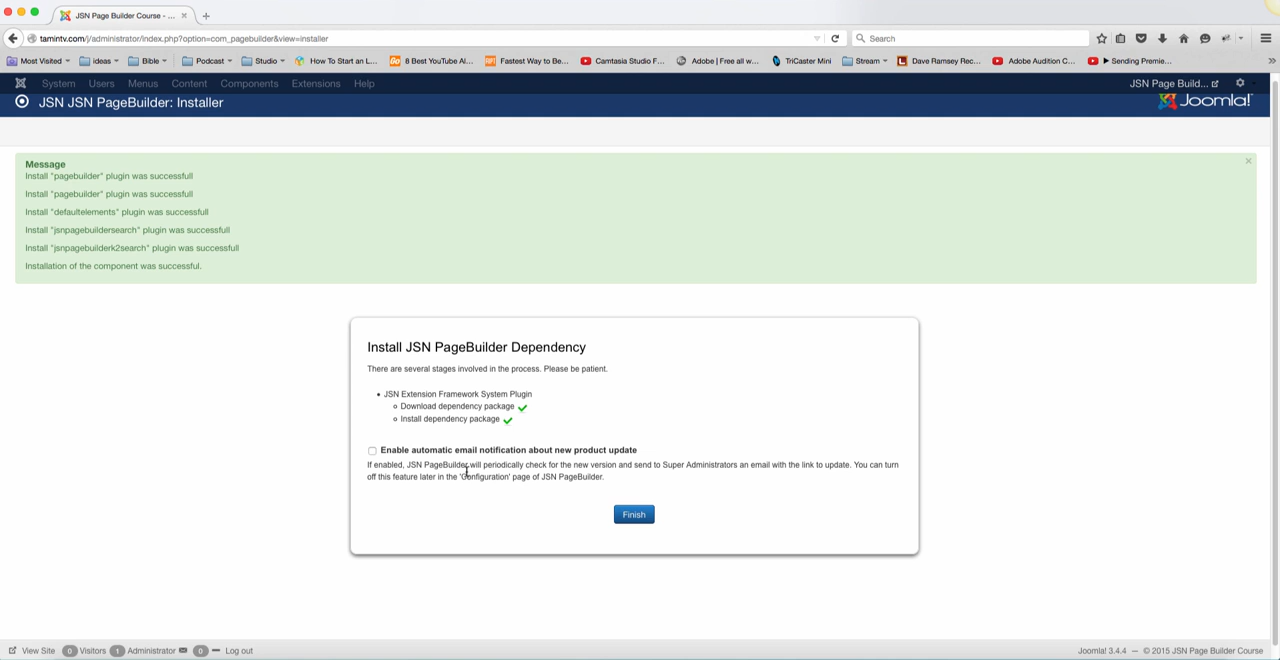 JSN Page Builder Course - ...
tamintv.com/j/administrator/index.php?option=com_pagebuilder&view=installer
Search
Most Visited
ideas
Bible
Podcast
Studio
How To Start an L...
8 Best YouTube Al...
Fastest Way to Be...
Camtasia Studio F...
Adobe | Free all w...
TriCaster Mini
Stream
Dave Ramsey Rec...
Adobe Audition C...
Sending Premie...
System Users Menus Content Components Extensions Help
JSN Page Build...
JSN JSN PageBuilder: Installer
Joomla!
Message
Install "pagebuilder" plugin was successfull
Install "pagebuilder" plugin was successfull
Install "defaultelements" plugin was successfull
Install "jsnpagebuildersearch" plugin was successfull
Install "jsnpagebuilderk2search" plugin was successfull
Installation of the component was successful.
Install JSN PageBuilder Dependency
There are several stages involved in the process. Please be patient.
JSN Extension Framework System Plugin
Download dependency package
Install dependency package
Enable automatic email notification about new product update
If enabled, JSN PageBuilder will periodically check for the new version and send to Super Administrators an email with the link to update. You can turn
off this feature later in the 'Configuration' page of JSN PageBuilder.
Finish
View Site 0 Visitors 1 Administrator 0 Log out
Joomla! 3.4.4 — © 2015 JSN Page Builder Course